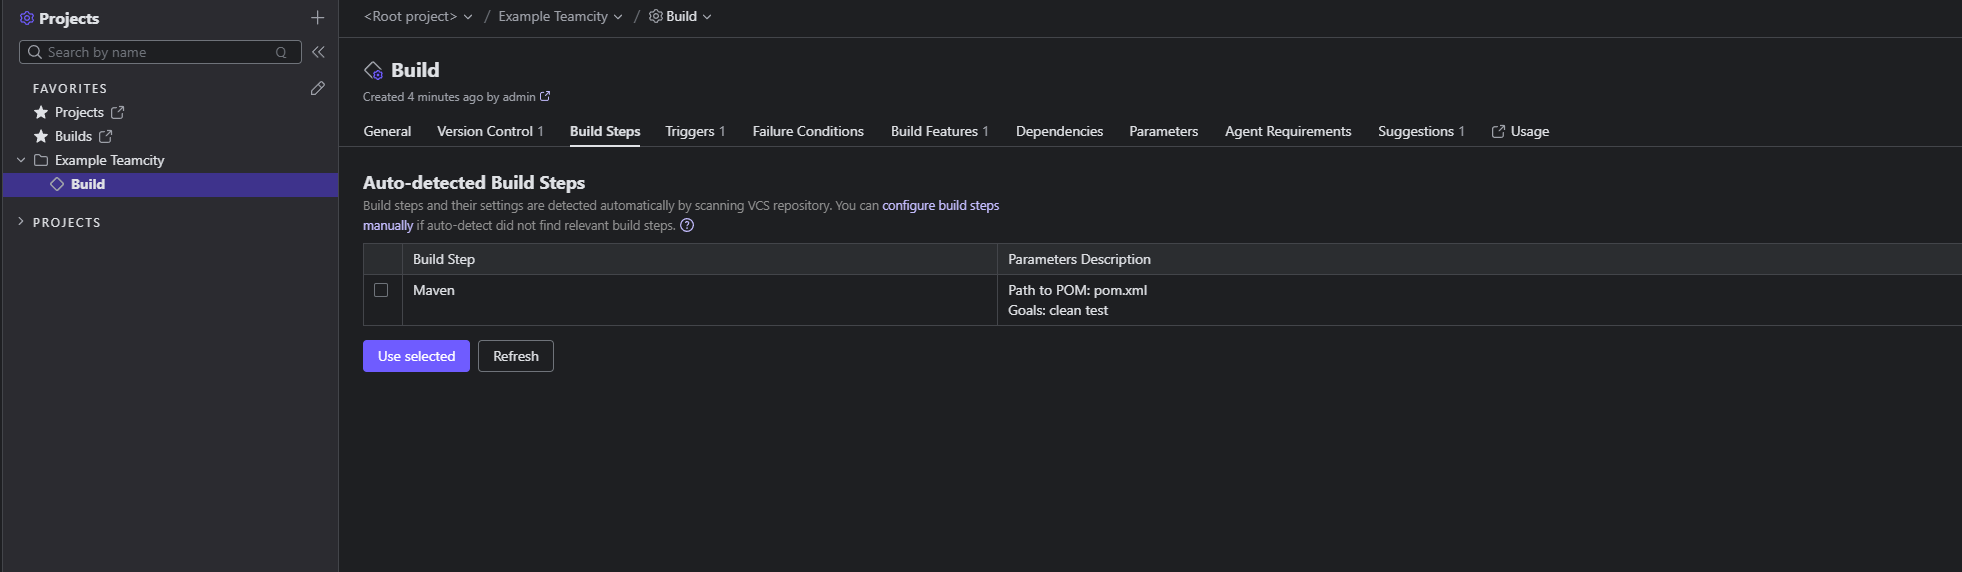 Projects
Search by name
FAVORITES
Projects
Builds
Example Teamcity
Build
PROJECTS
<Root project> / Example Teamcity / Build
Build
Created 4 minutes ago by admin
General Version Control 1 Build Steps Triggers 1 Failure Conditions Build Features 1 Dependencies Parameters Agent Requirements Suggestions 1 Usage
Auto-detected Build Steps
Build steps and their settings are detected automatically by scanning VCS repository. You can configure build steps
manually if auto-detect did not find relevant build steps. ?
Build Step Parameters Description
Maven Path to POM: pom.xml
Goals: clean test
Use selected Refresh